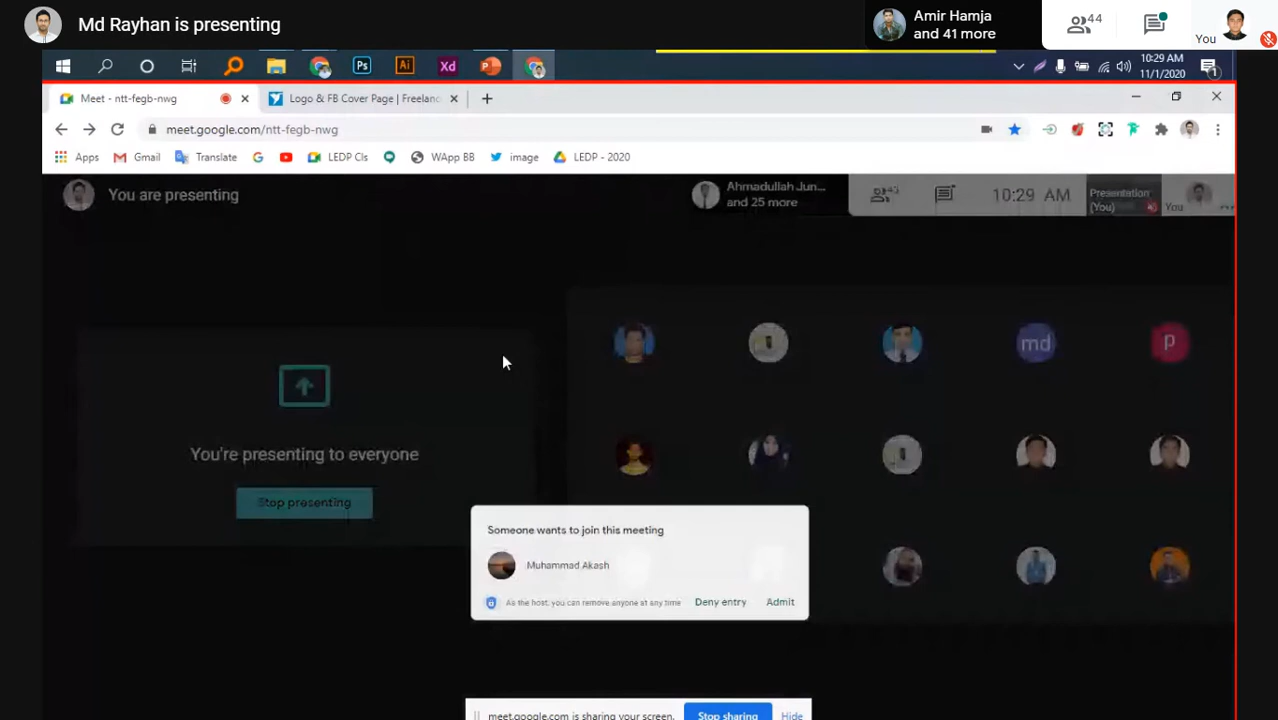 Md Rayhan is presenting
Amir Hamja
and 41 more
44
You
Ps
Ai
Xd
10:29 AM
11/1/2020
1
Meet - ntt-fegb-nwg
Logo & FB Cover Page | Freelanc
meet.google.com/ntt-fegb-nwg
Apps
Gmail
Translate
LEDP Cls
WApp BB
image
LEDP - 2020
You are presenting
Ahmadullah Jun...
and 25 more
10:29 AM
Presentation
(You)
You
md
P
You're presenting to everyone
Stop presenting
Someone wants to join this meeting
Muhammad Akash
As the host, you can remove anyone at any time
Deny entry
Admit
meet.google.com is sharing your screen.
Stop sharing
Hide